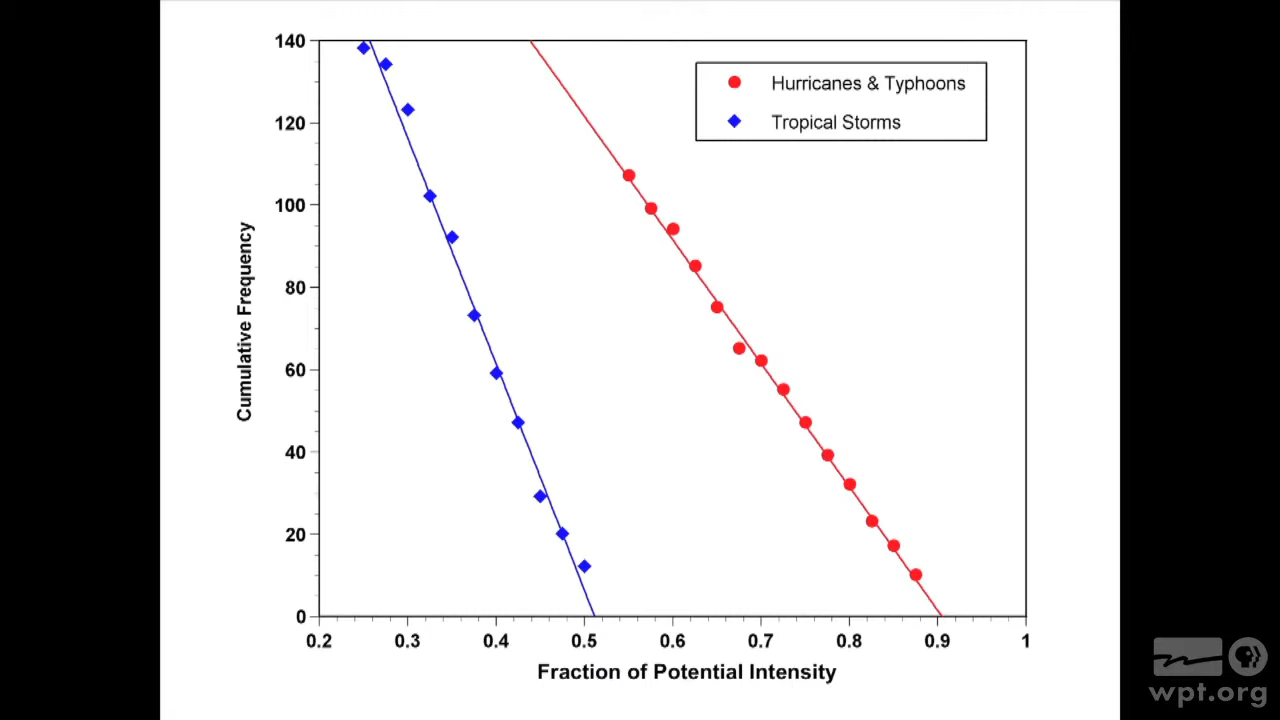 140
120
100
80
60
40
20
0
Cumulative Frequency
Hurricanes & Typhoons
Tropical Storms
0.2 0.3 0.4 0.5 0.6 0.7 0.8 0.9 1
Fraction of Potential Intensity
wpt.org